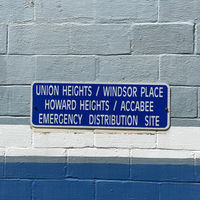 UNION HEIGHTS / WINDSOR PLACE
HOWARD HEIGHTS / ACCABEE
EMERGENCY DISTRIBUTION SITE